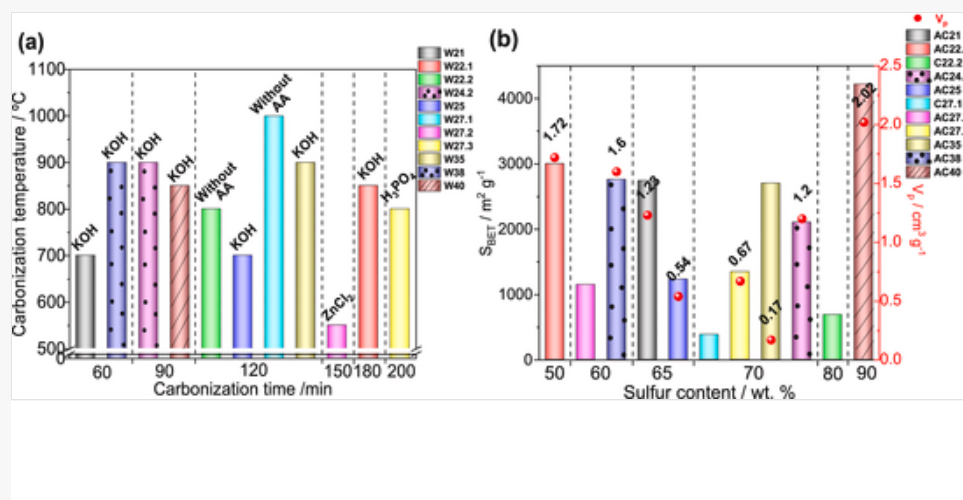 (a)
W21
W22.1
W22.2
W24.2
W25
W27.1
W27.2
W27.3
W35
W38
W40
Carbonization temperature / ºC
1100
1000
900
800
700
600
500
0
KOH
KOH
KOH
KOH
Without AA
KOH
Without AA
KOH
ZnCl2
KOH
H3PO4
60 90 120 150 180 200
Carbonization time /min
(b)
Vp
AC21
AC22.
C22.2
AC24.
AC25
C27.1
AC27.
AC27.
AC35
AC38
AC40
SBET / m² g⁻¹
4000
3000
2000
1000
0
1.72
1.6
1.23
0.54
0.67
0.17
1.2
2.02
2.5
2.0
1.5
1.0
0.5
0.0
Vp / cm³ g⁻¹
50 60 65 70 80 90
Sulfur content / wt. %